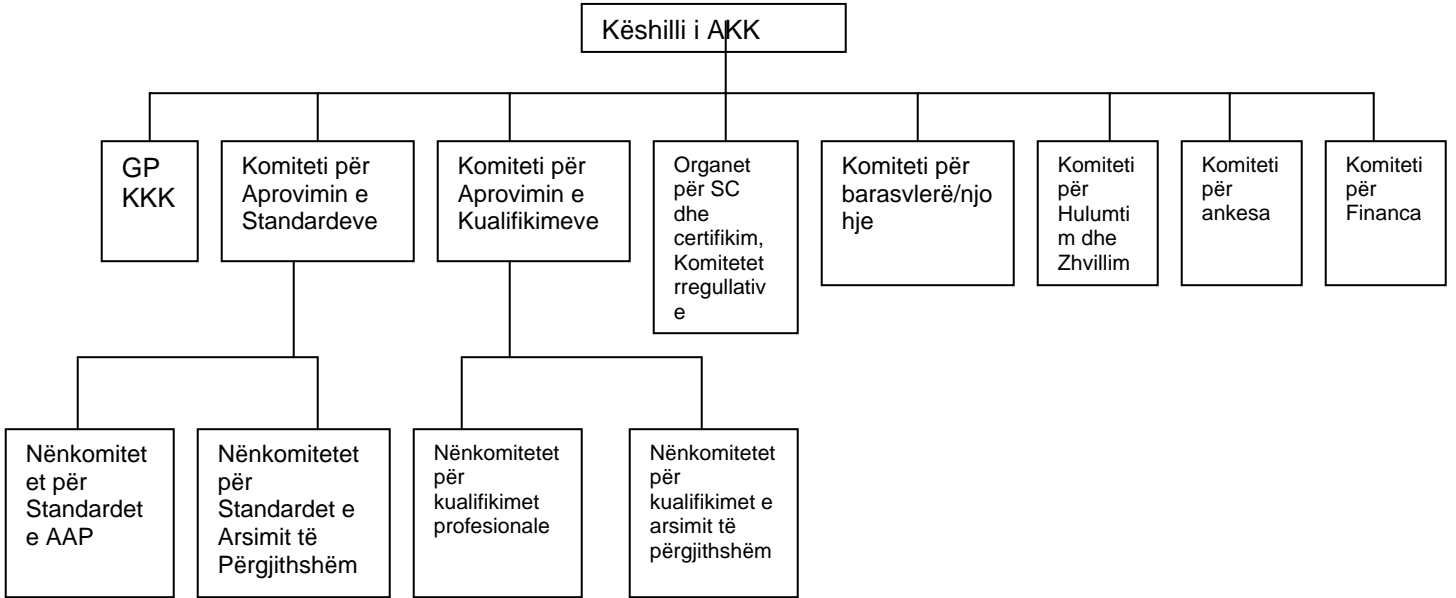 Këshilli i AKK
GP
KKK
Komiteti për
Aprovimin e
Standardeve
Komiteti për
Aprovimin e
Kualifikimeve
Organet
për SC
dhe
certifikim,
Komitetet
rregullativ
e
Komiteti për
barasvlerë/njo
hje
Komiteti
për
Hulumti
m dhe
Zhvillim
Komiteti
për
ankesa
Komiteti
për
Financa
Nënkomitet
et për
Standardet
e AAP
Nënkomitetet
për
Standardet e
Arsimit të
Përgjithshëm
Nënkomitetet
për
kualifikimet
profesionale
Nënkomitetet
për
kualifikimet e
arsimit të
përgjithshëm